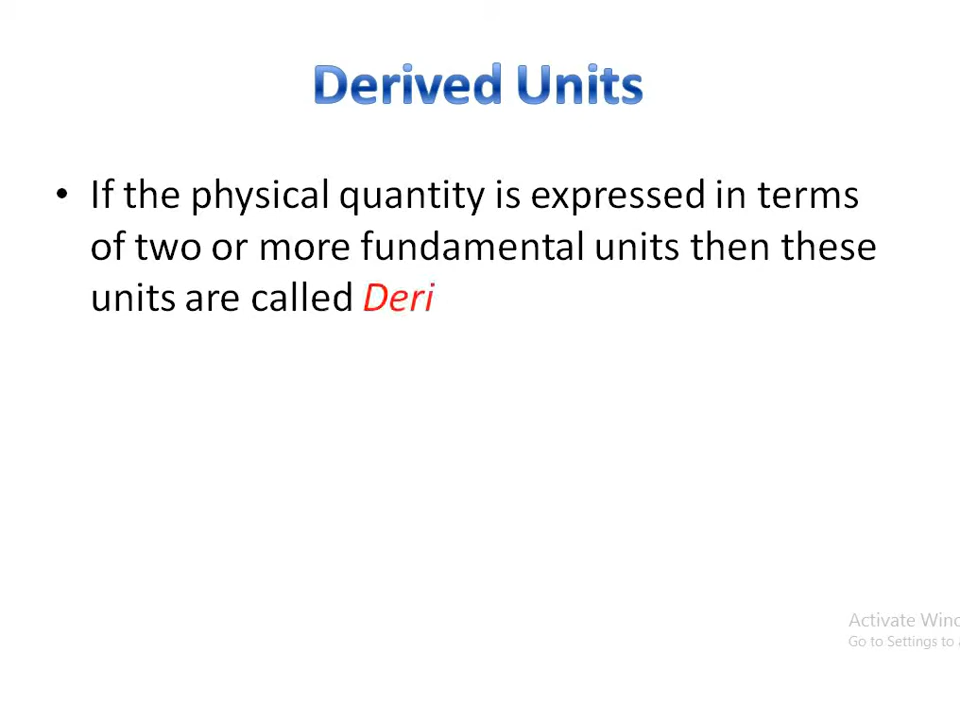 Derived Units
• If the physical quantity is expressed in terms
of two or more fundamental units then these
units are called Deri
Activate Wind
Go to Settings to a